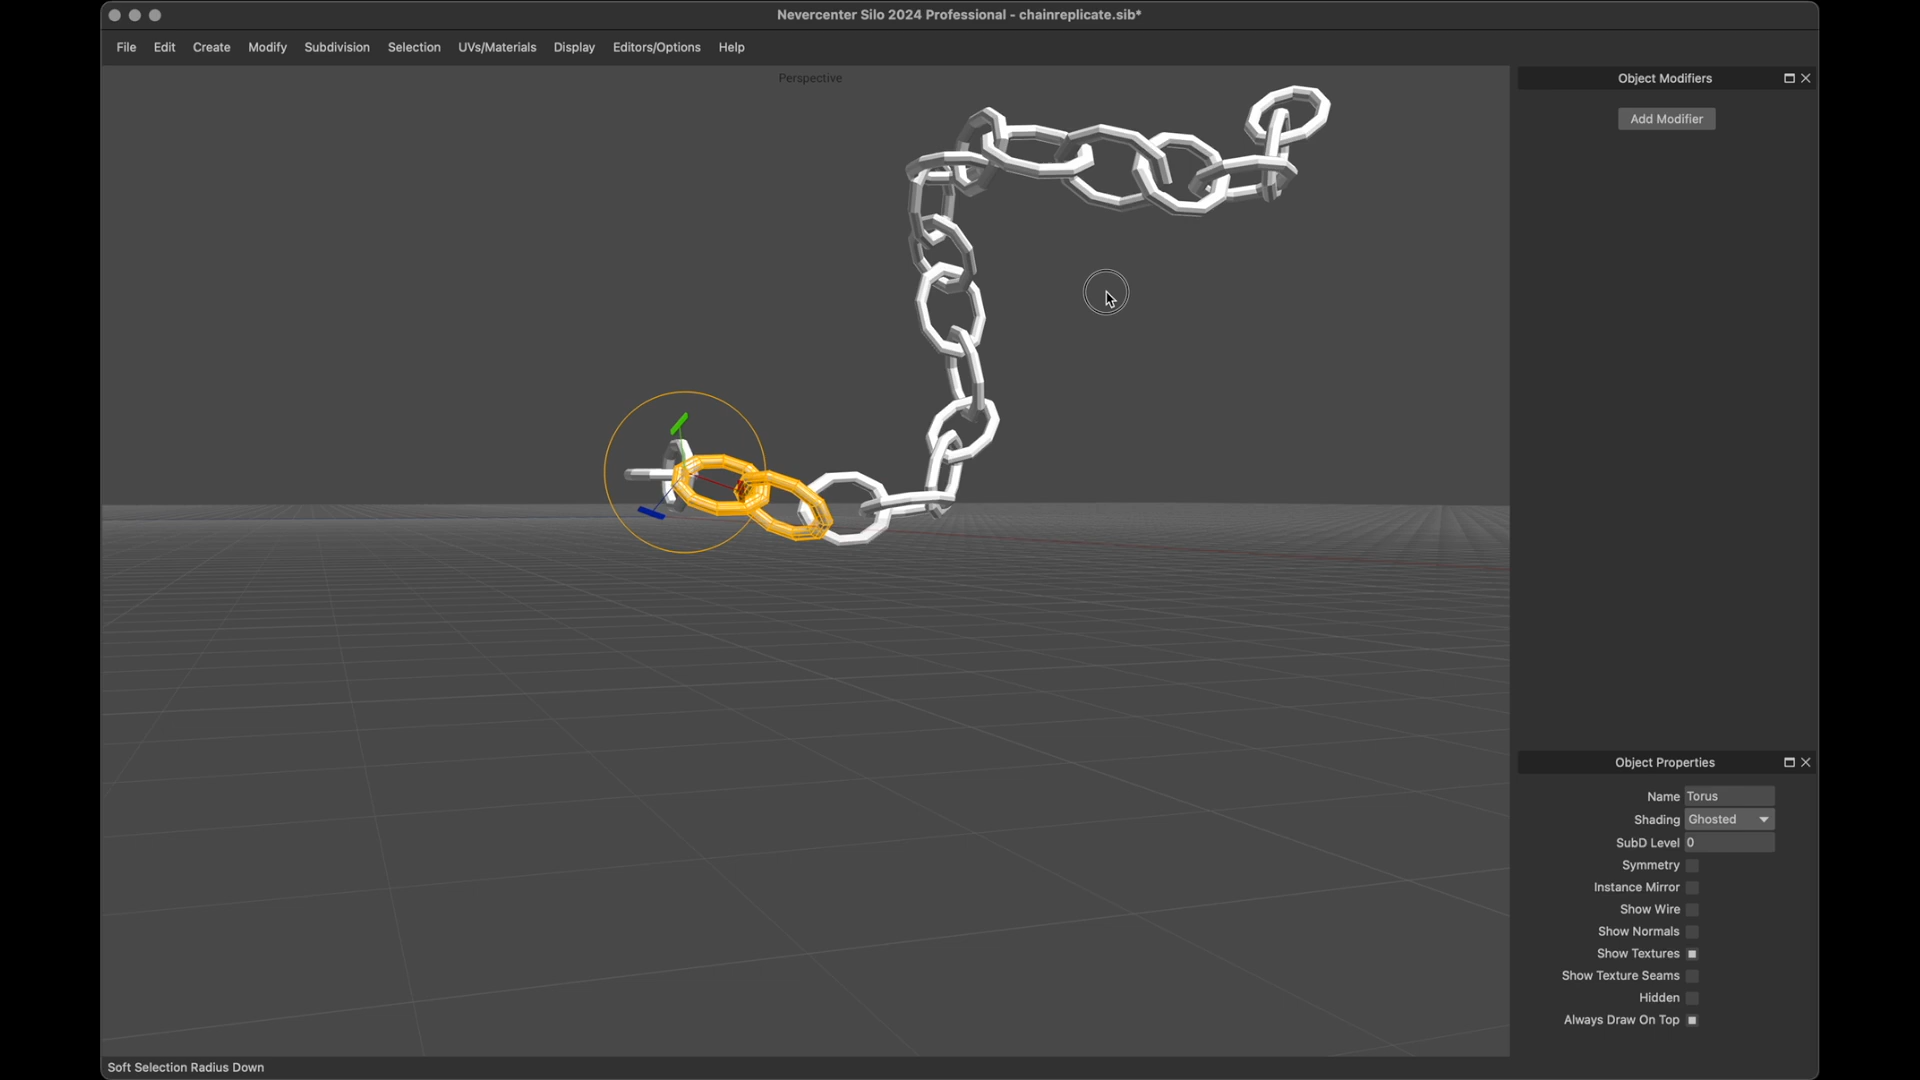 Nevercenter Silo 2024 Professional - chainreplicate.sib*
File Edit Create Modify Subdivision Selection UVs/Materials Display Editors/Options Help
Perspective
Object Modifiers
Add Modifier
Object Properties
Name Torus
Shading Ghosted
SubD Level 0
Symmetry
Instance Mirror
Show Wire
Show Normals
Show Textures
Show Texture Seams
Hidden
Always Draw On Top
Soft Selection Radius Down